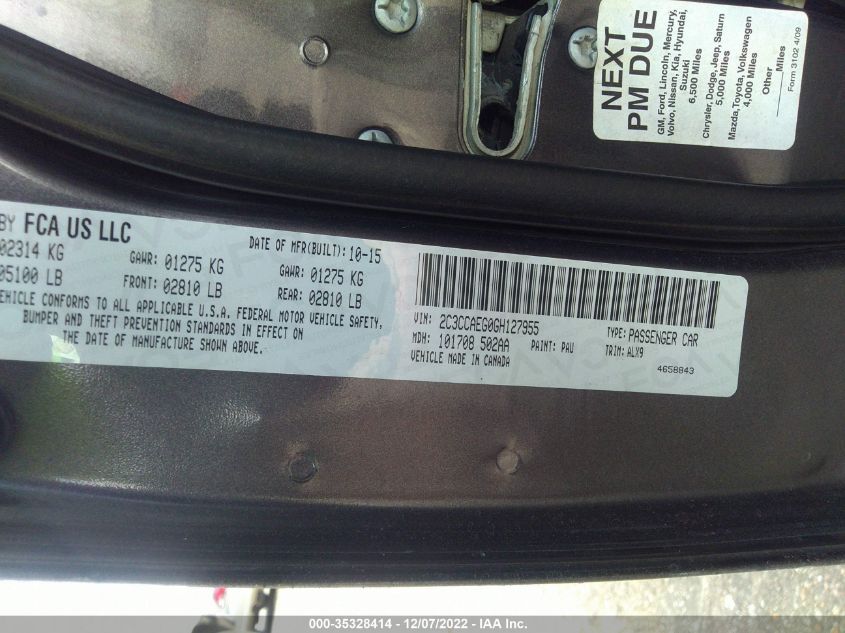 NEXT
PM DUE
GM, Ford, Lincoln, Mercury,
Volvo, Nissan, Kia, Hyundai,
Suzuki
6,500 Miles
Chrysler, Dodge, Jeep, Saturn
5,000 Miles
Mazda, Toyota, Volkswagen
4,000 Miles
Other
Miles
Form 3102 4/09
BY FCA US LLC
DATE OF MFR(BUILT): 10-15
02314 KG GAWR: 01275 KG GAWR: 01275 KG
05100 LB FRONT: 02810 LB REAR: 02810 LB
VEHICLE CONFORMS TO ALL APPLICABLE U.S.A. FEDERAL MOTOR VEHICLE SAFETY,
BUMPER AND THEFT PREVENTION STANDARDS IN EFFECT ON
THE DATE OF MANUFACTURE SHOWN ABOVE.
VIN: 2C3CCAEG0GH127955 TYPE: PASSENGER CAR
MDH: 101708 502AA PAINT: PAU TRIM: ALX9
VEHICLE MADE IN CANADA
4658843
000-35328414 - 12/07/2022 - IAA Inc.